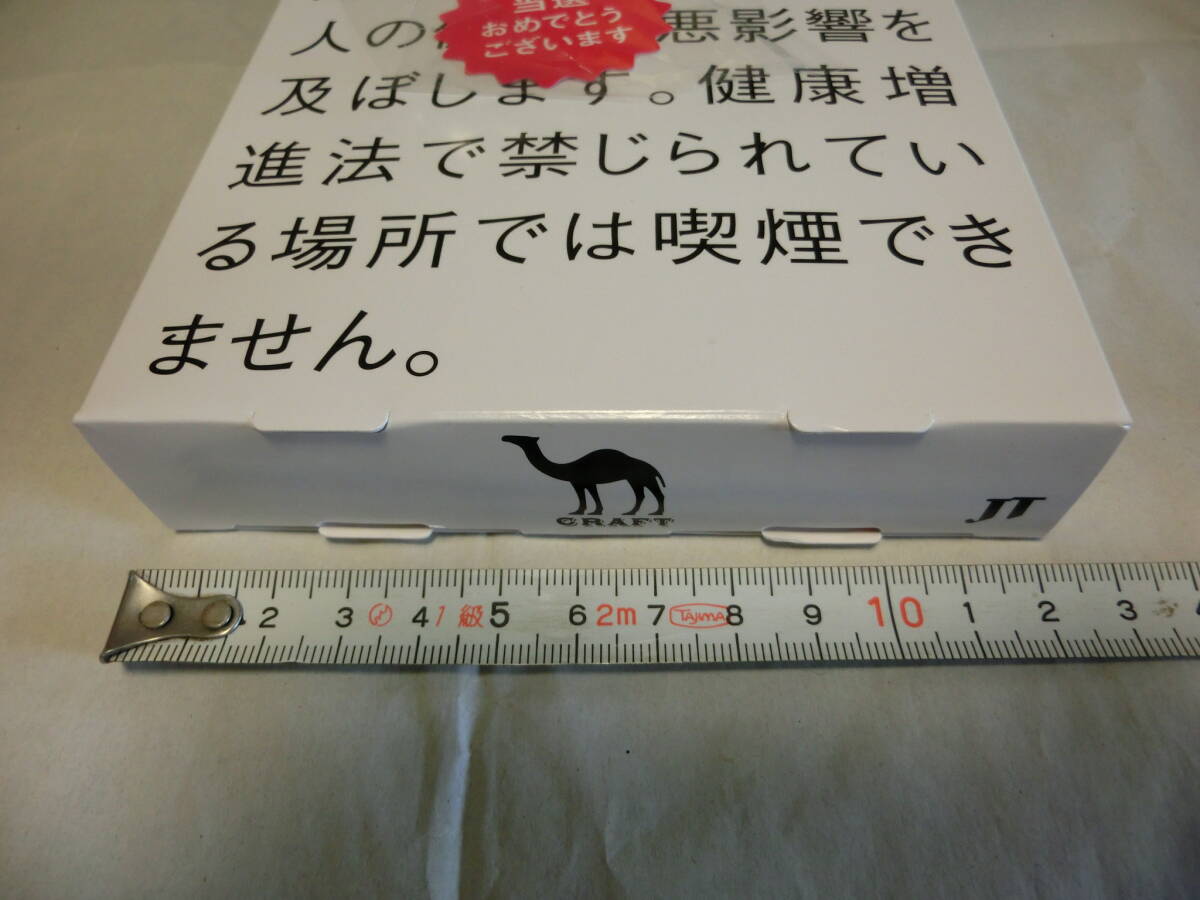 当選
おめでとう
ございます
人の
悪影響を
及ぼします。健康増
進法で禁じられてい
る場所では喫煙でき
ません。
CRAFT
JT
2 3 4 1級 5 6 2m 7 TAJIMA 8 9 10 1 2 3